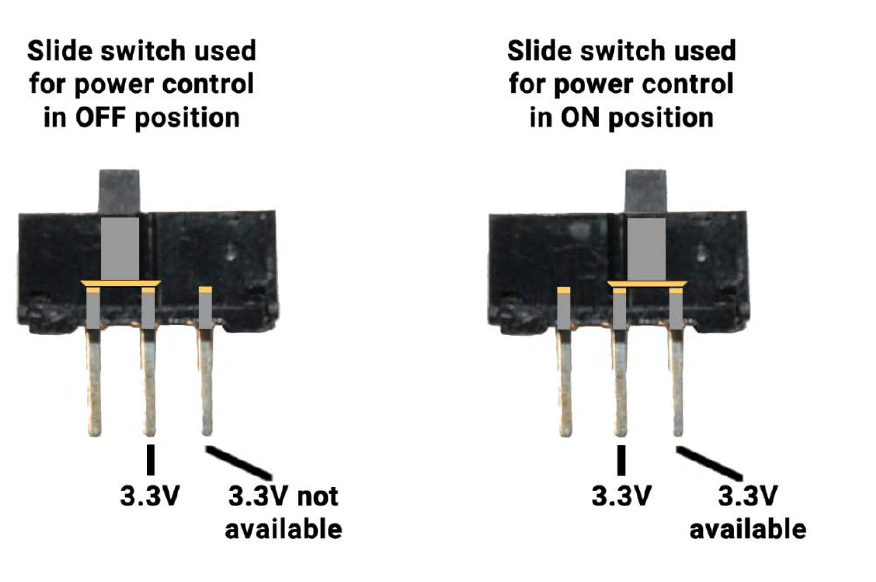 Slide switch used
for power control
in OFF position
Slide switch used
for power control
in ON position
3.3V
3.3V not
available
3.3V
3.3V
available